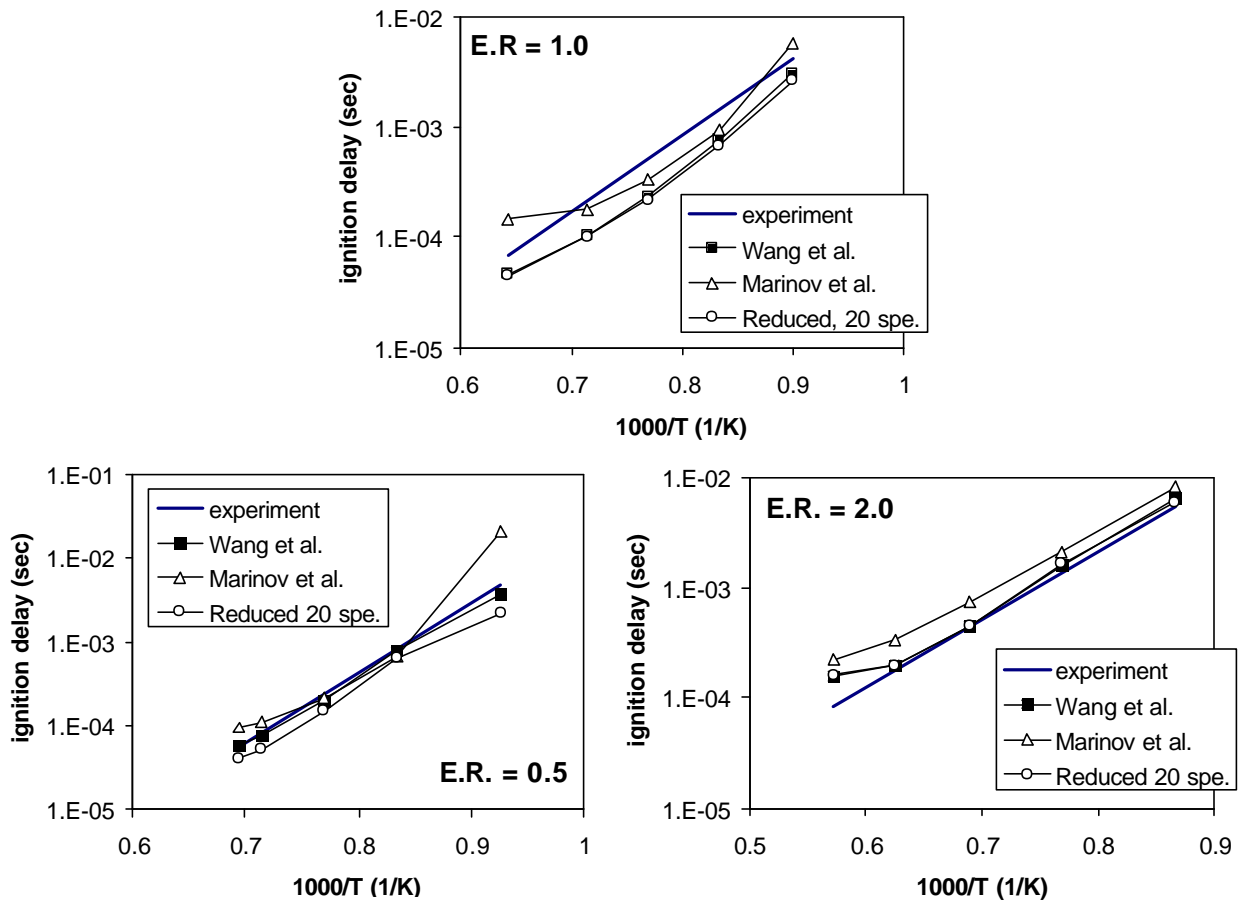 E.R = 1.0
1.E-02
1.E-03
1.E-04
1.E-05
ignition delay (sec)
experiment
Wang et al.
Marinov et al.
Reduced, 20 spe.
0.6 0.7 0.8 0.9 1
1000/T (1/K)
1.E-01
1.E-02
1.E-03
1.E-04
1.E-05
ignition delay (sec)
experiment
Wang et al.
Marinov et al.
Reduced 20 spe.
E.R. = 0.5
0.6 0.7 0.8 0.9 1
1000/T (1/K)
1.E-02
1.E-03
1.E-04
1.E-05
ignition delay (sec)
E.R. = 2.0
experiment
Wang et al.
Marinov et al.
Reduced 20 spe.
0.5 0.6 0.7 0.8 0.9
1000/T (1/K)